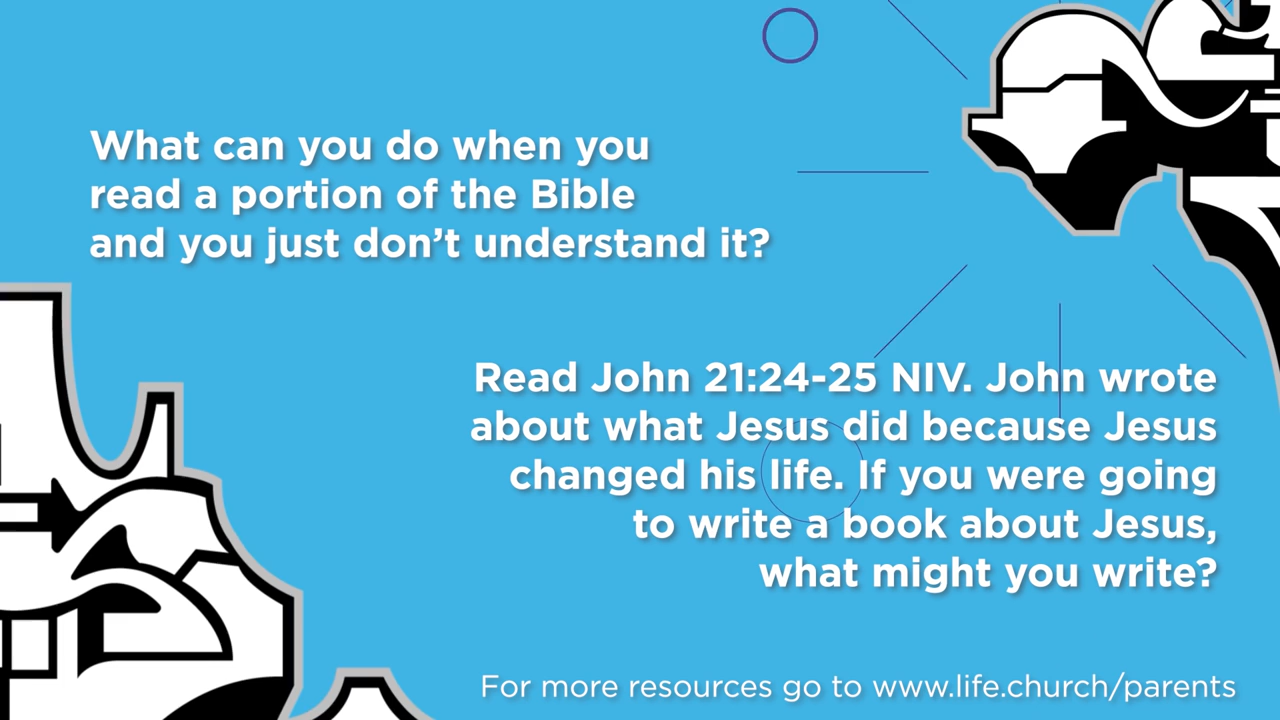 What can you do when you
read a portion of the Bible
and you just don’t understand it?
Read John 21:24-25 NIV. John wrote
about what Jesus did because Jesus
changed his life. If you were going
to write a book about Jesus,
what might you write?
For more resources go to www.life.church/parents